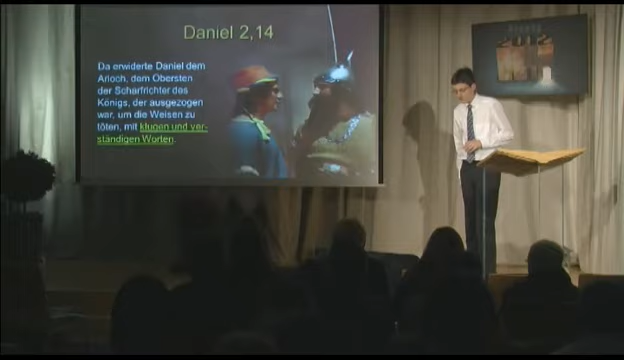 Daniel 2,14
Da erwiderte Daniel dem
Arioch, dem Obersten
der Scharfrichter des
Königs, der ausgezogen
war, um die Weisen zu
töten, mit klugen und ver-
ständigen Worten.